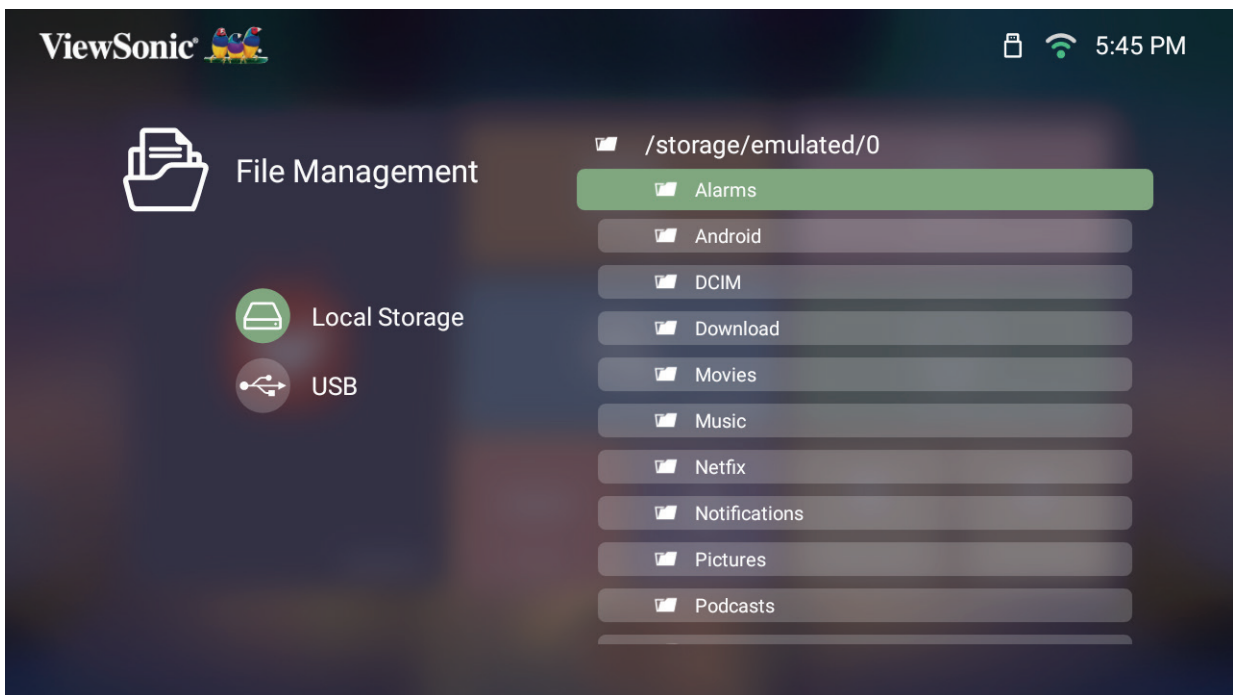 ViewSonic
5:45 PM
File Management
Local Storage
USB
/storage/emulated/0
Alarms
Android
DCIM
Download
Movies
Music
Netfix
Notifications
Pictures
Podcasts